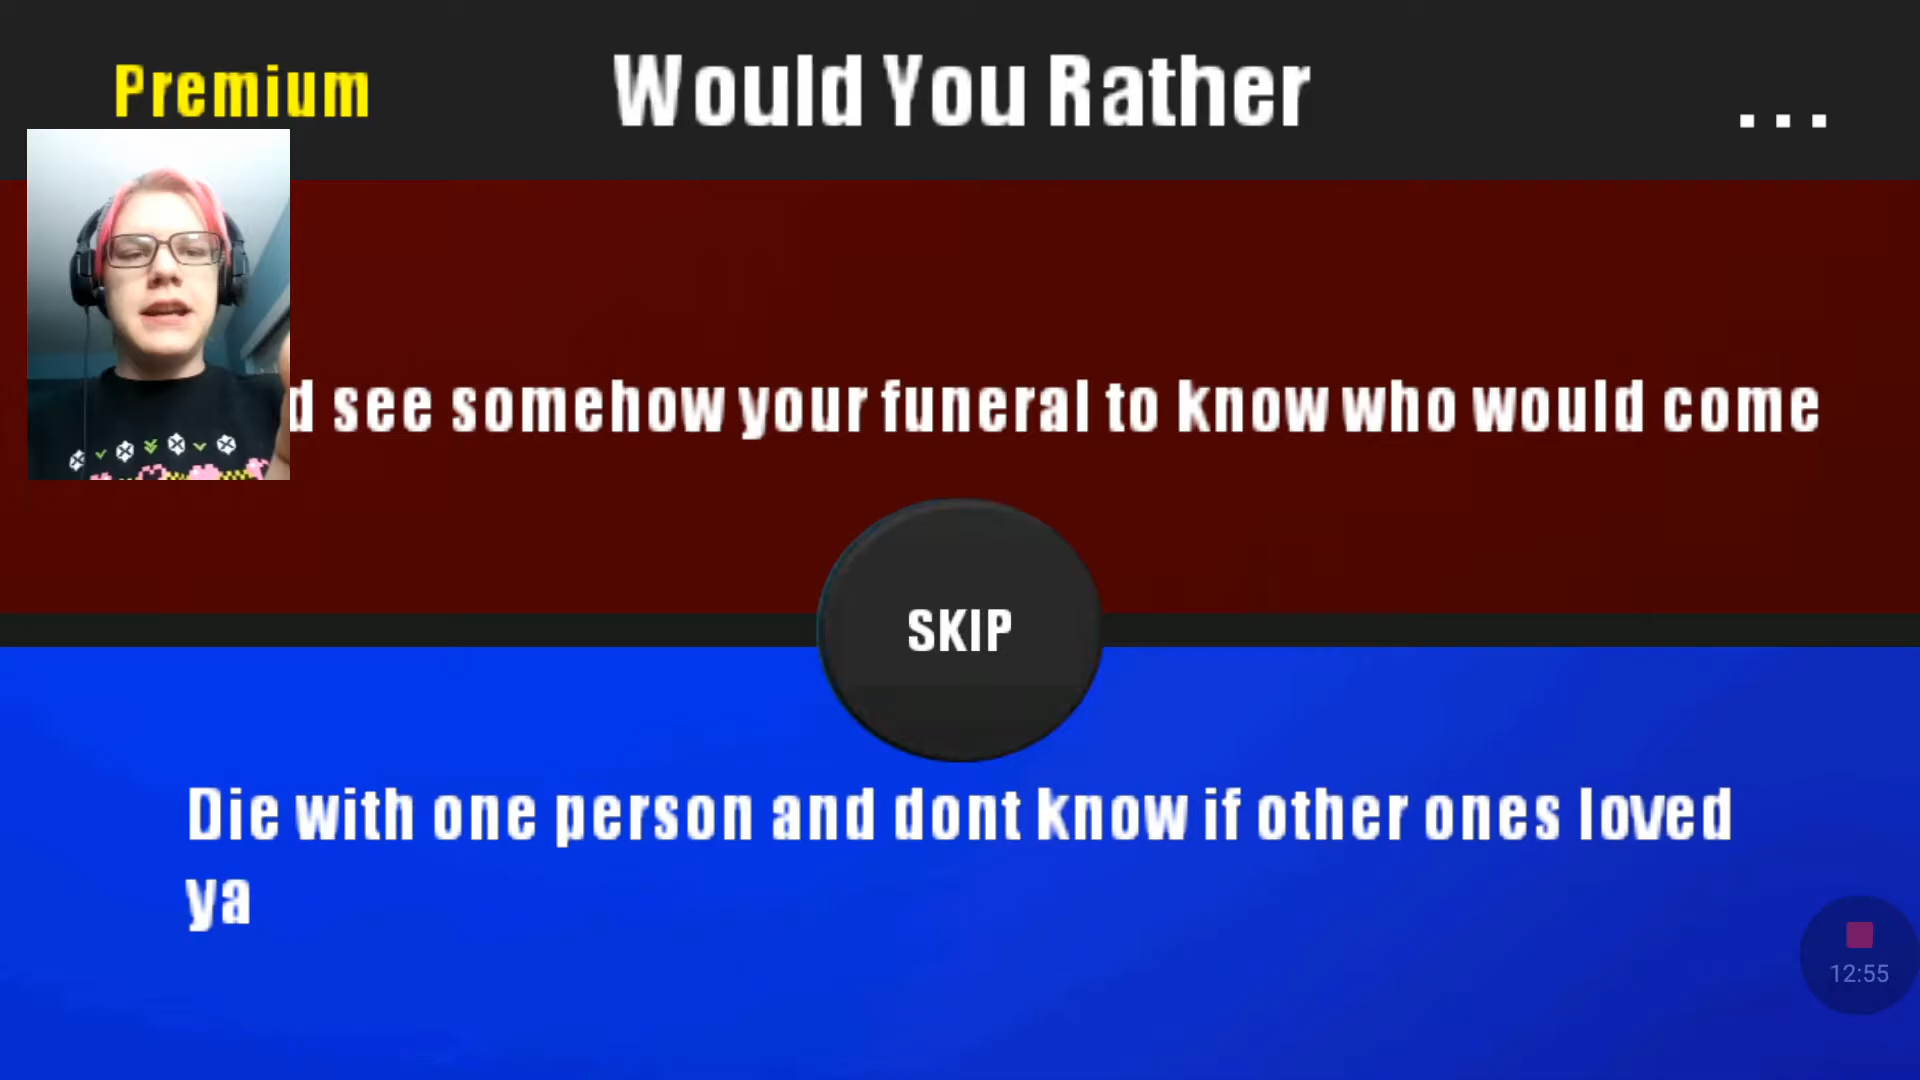 Premium
Would You Rather
...
see somehow your funeral to know who would come
SKIP
Die with one person and dont know if other ones loved
ya
12:55